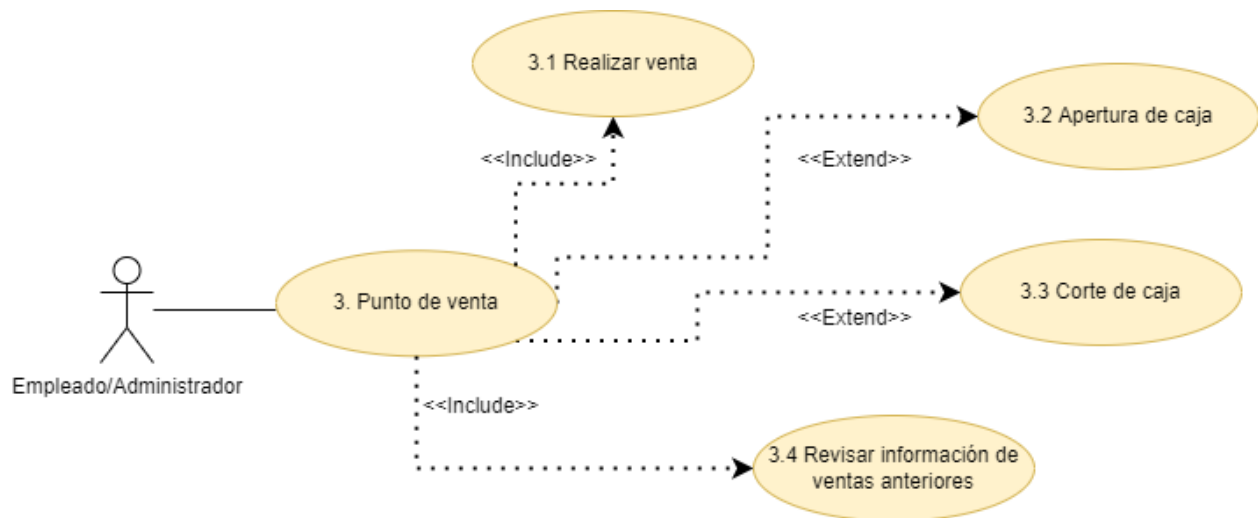 3.1 Realizar venta
3.2 Apertura de caja
<<Include>>
<<Extend>>
3. Punto de venta
3.3 Corte de caja
<<Extend>>
Empleado/Administrador
<<Include>>
3.4 Revisar información de
ventas anteriores